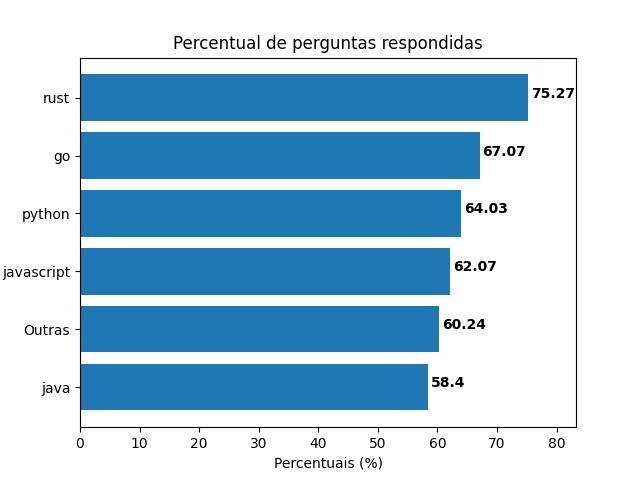 Percentual de perguntas respondidas
rust
75.27
go
67.07
python
64.03
javascript
62.07
Outras
60.24
java
58.4
0 10 20 30 40 50 60 70 80
Percentuais (%)